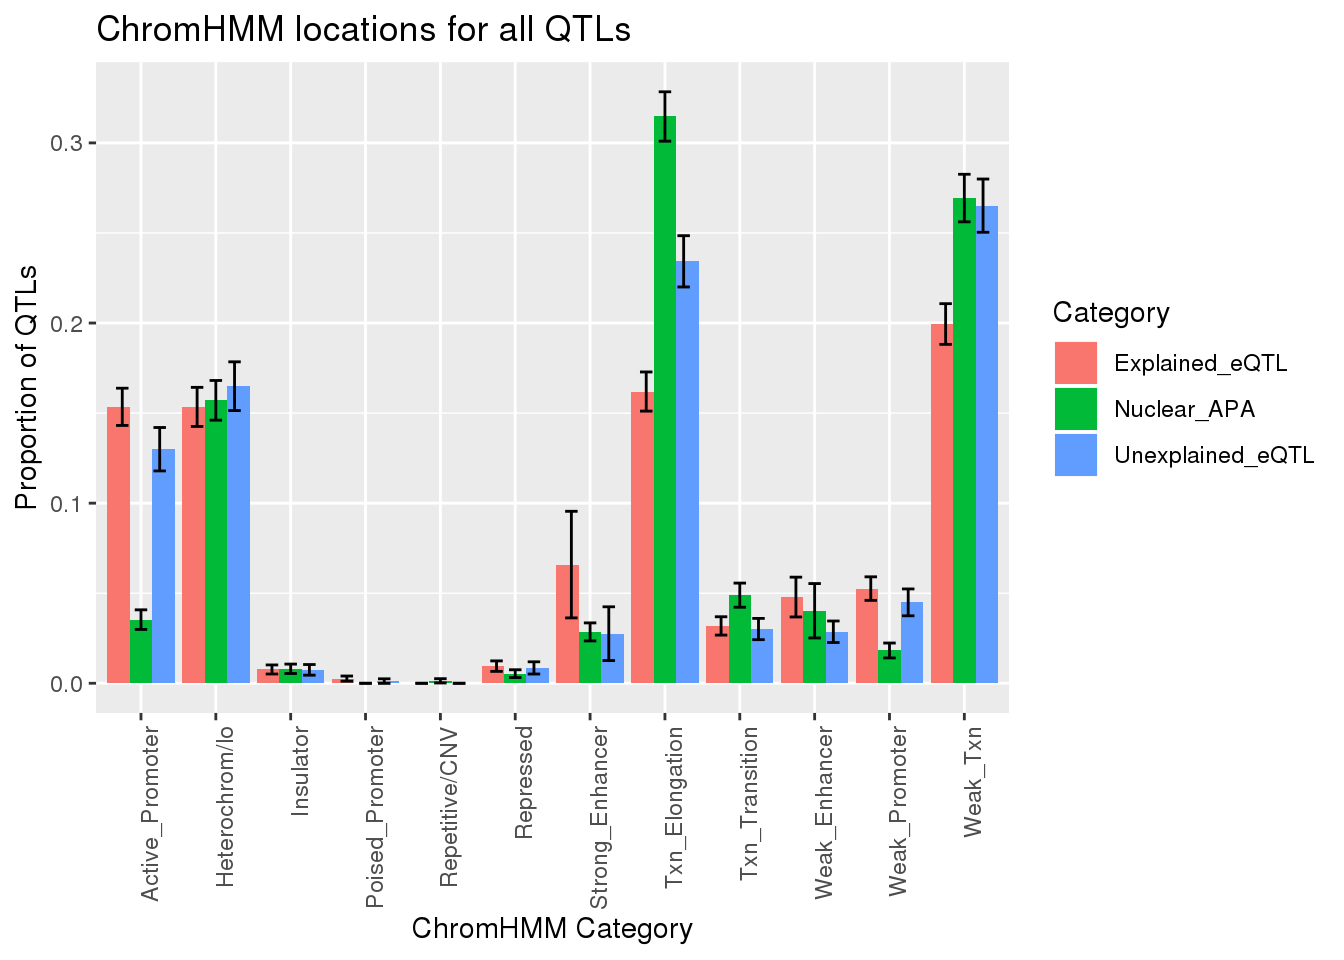 ChromHMM locations for all QTLs
Proportion of QTLs
0.3
0.2
0.1
0.0
Active_Promoter
Heterochrom/lo
Insulator
Poised_Promoter
Repetitive/CNV
Repressed
Strong_Enhancer
Txn_Elongation
Txn_Transition
Weak_Enhancer
Weak_Promoter
Weak_Txn
ChromHMM Category
Category
Explained_eQTL
Nuclear_APA
Unexplained_eQTL